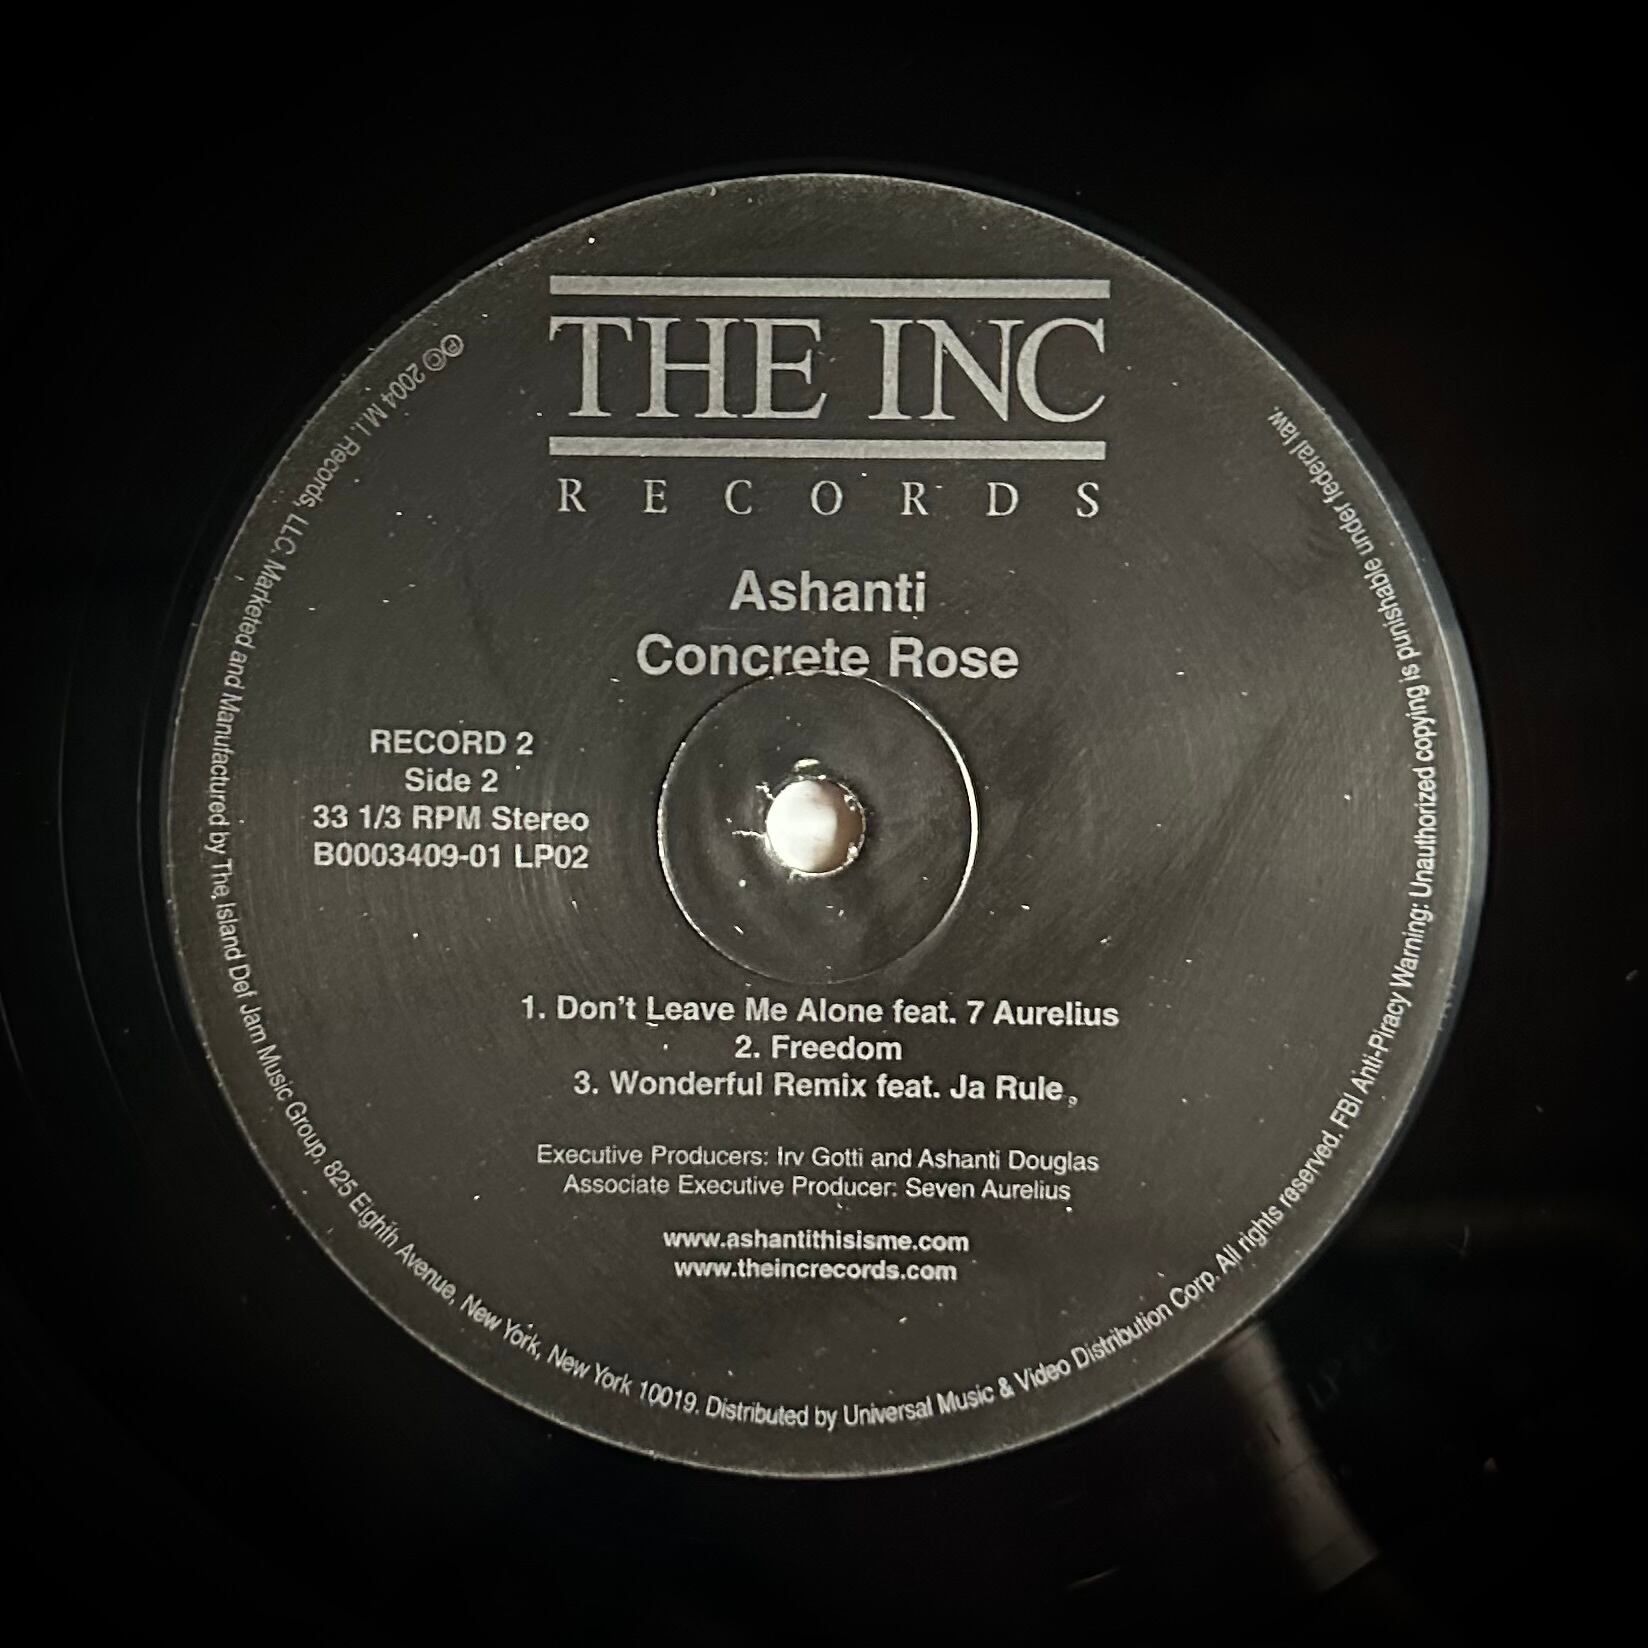 THE INC
RECORDS
Ashanti
Concrete Rose
RECORD 2
Side 2
33 1/3 RPM Stereo
B0003409-01 LP02
1. Don't Leave Me Alone feat. 7 Aurelius
2. Freedom
3. Wonderful Remix feat. Ja Rule
Executive Producers: Irv Gotti and Ashanti Douglas
Associate Executive Producer: Seven Aurelius
www.ashantithisisme.com
www.theincrecords.com
℗© 2004 M.I. Records, LLC. Marketed and Manufactured by The Island Def Jam Music Group, 825 Eighth Avenue, New York, New York 10019. Distributed by Universal Music & Video Distribution Corp. All rights reserved. FBI Anti-Piracy Warning: Unauthorized copying is punishable under federal law.